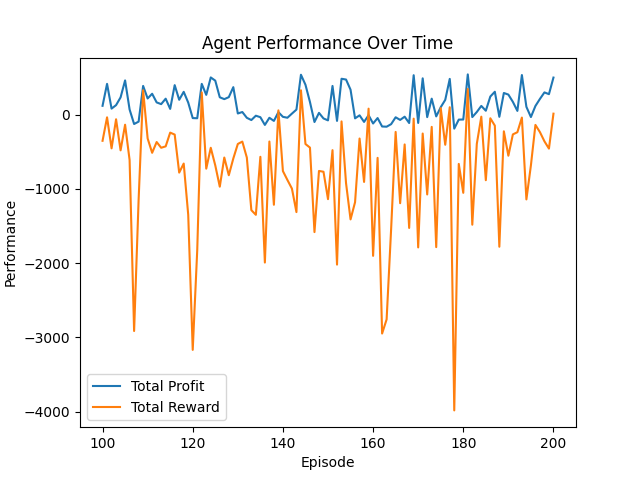 Agent Performance Over Time
Performance
0
−1000
−2000
−3000
−4000
Total Profit
Total Reward
100
120
140
160
180
200
Episode